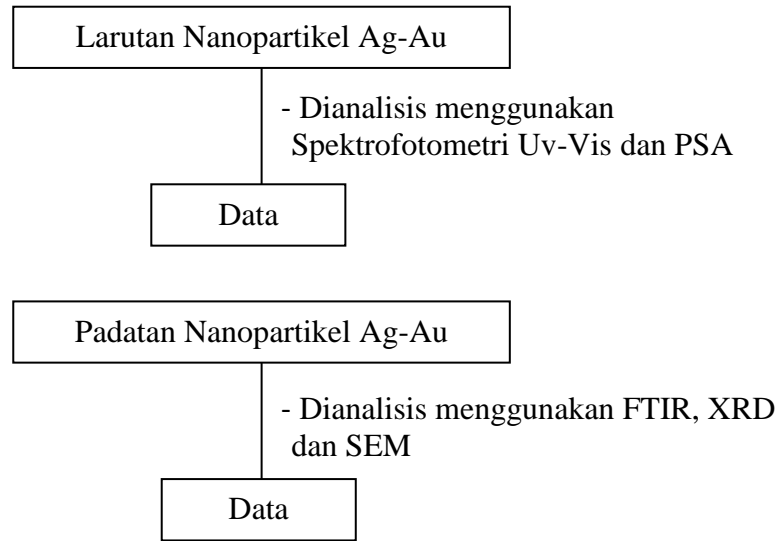 Larutan Nanopartikel Ag-Au
- Dianalisis menggunakan
Spektrofotometri Uv-Vis dan PSA
Data
Padatan Nanopartikel Ag-Au
- Dianalisis menggunakan FTIR, XRD
dan SEM
Data